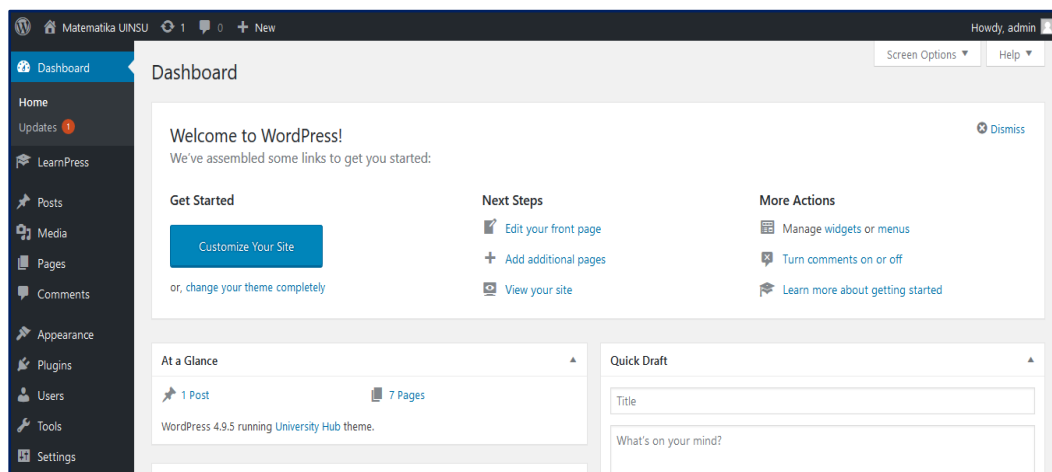 Matematika UINSU 1 0 + New Howdy, admin
Dashboard
Home
Updates 1
LearnPress
Posts
Media
Pages
Comments
Appearance
Plugins
Users
Tools
Settings
Screen Options ▼ Help ▼
Dashboard
Welcome to WordPress!
Dismiss
We've assembled some links to get you started:
Get Started
Customize Your Site
or, change your theme completely
Next Steps
Edit your front page
Add additional pages
View your site
More Actions
Manage widgets or menus
Turn comments on or off
Learn more about getting started
At a Glance
1 Post 7 Pages
WordPress 4.9.5 running University Hub theme.
Quick Draft
Title
What's on your mind?